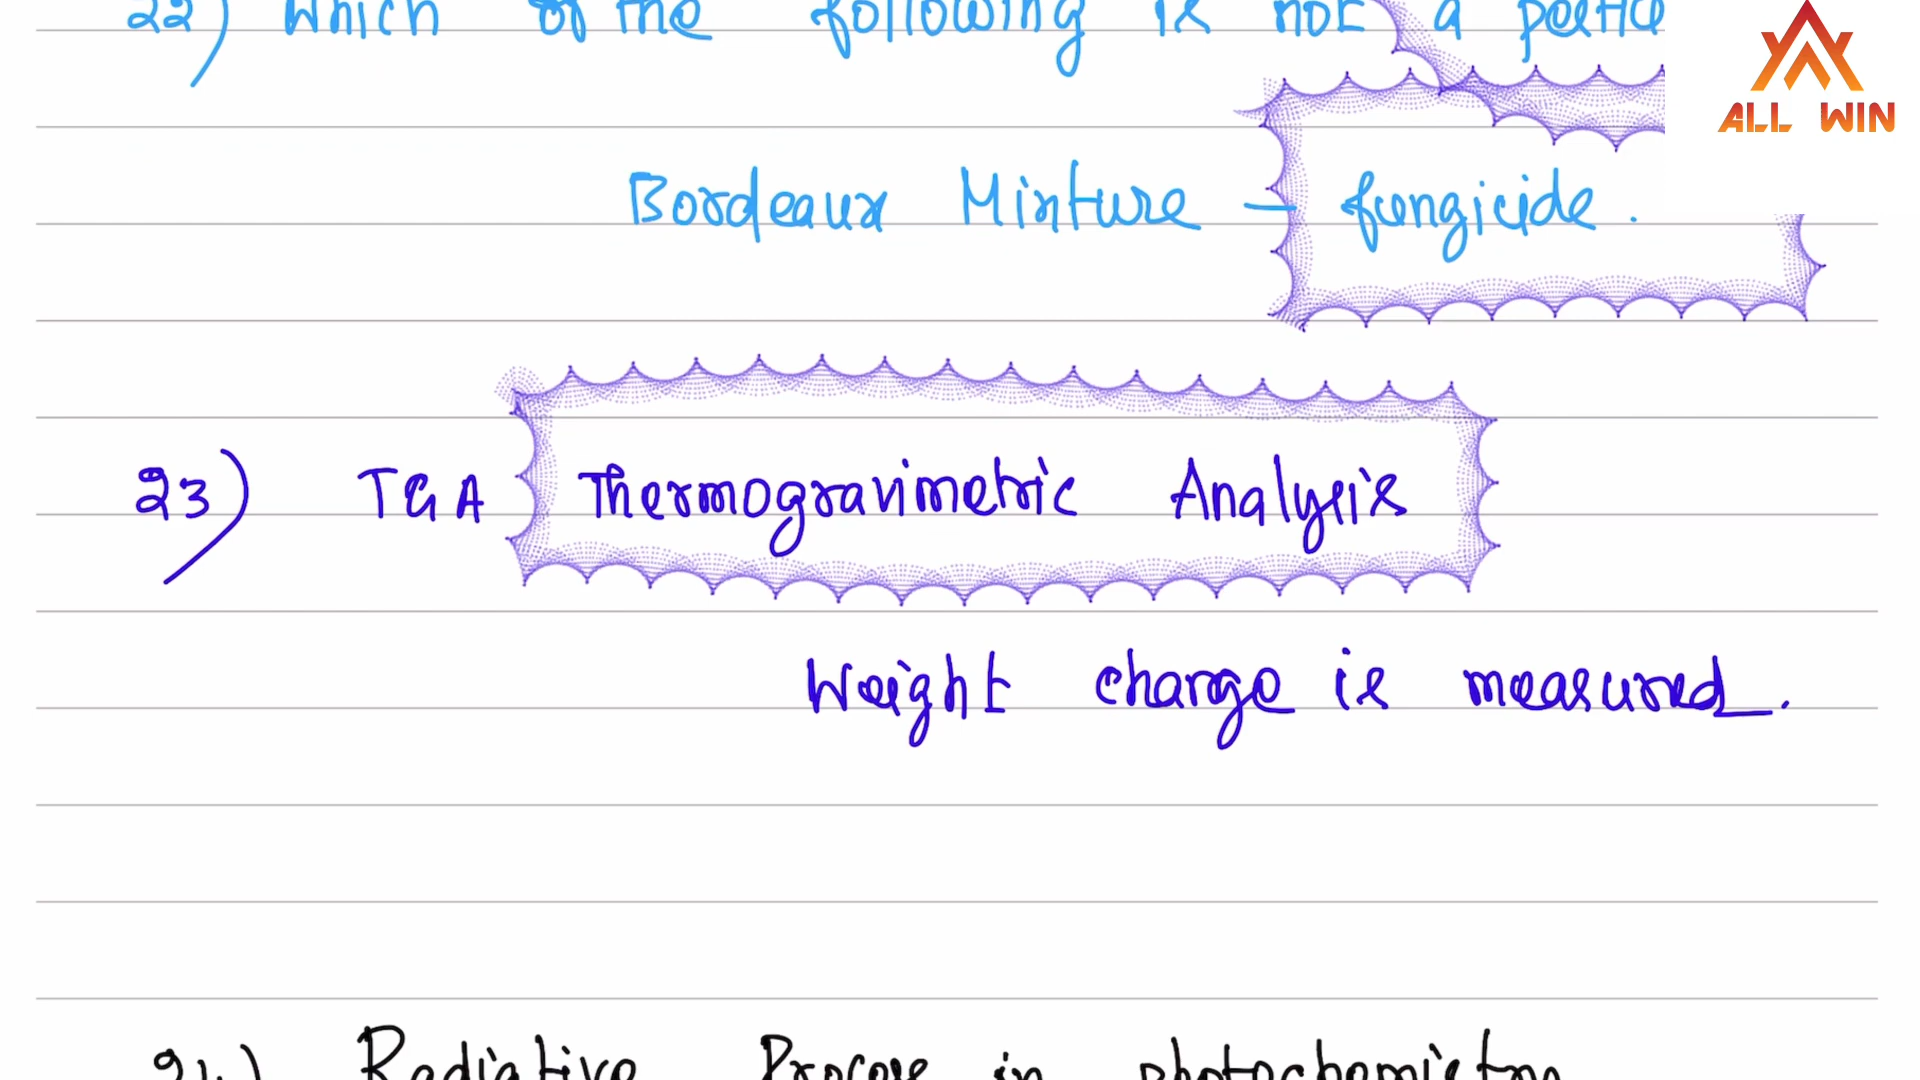 22) Which of the following is not a pestic
ALL WIN
Bordeaux Mixture - fungicide.
23) TGA Thermogravimetric Analysis
Weight change is measured.
24) Radiative Process in photochemistry